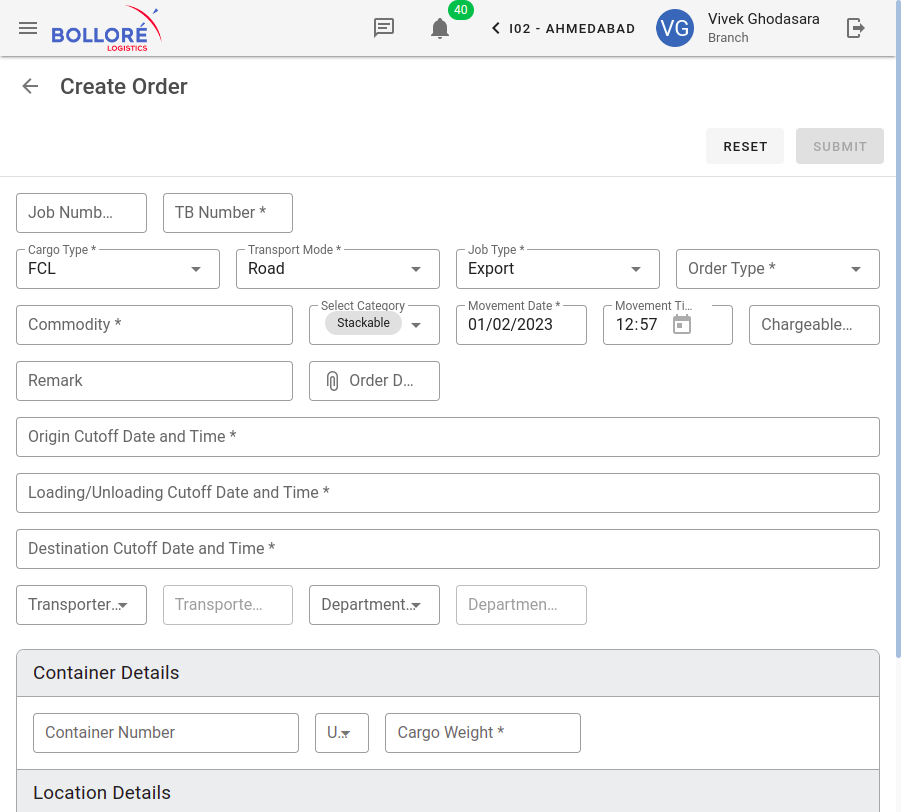 40
BOLLORÉ
LOGISTICS
I02 - AHMEDABAD
VG
Vivek Ghodasara
Branch
Create Order
RESET
SUBMIT
Job Numb...
TB Number *
Cargo Type *
FCL
Transport Mode *
Road
Job Type *
Export
Order Type *
Commodity *
Select Category
Stackable
Movement Date *
01/02/2023
Movement Ti...
12:57
Chargeable...
Remark
Order D...
Origin Cutoff Date and Time *
Loading/Unloading Cutoff Date and Time *
Destination Cutoff Date and Time *
Transporter...
Transporte...
Department...
Departmen...
Container Details
Container Number
U...
Cargo Weight *
Location Details